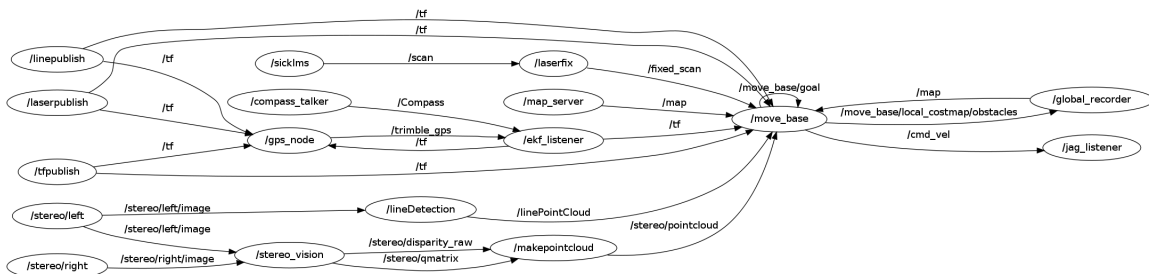 /tf
/tf
/linepublish
/tf
/sicklms
/scan
/laserfix
/fixed_scan
/move_base/goal
/laserpublish
/compass_talker
/Compass
/map_server
/map
/map
/global_recorder
/tf
/move_base
/move_base/local_costmap/obstacles
/gps_node
/trimble_gps
/tf
/ekf_listener
/tf
/cmd_vel
/jag_listener
/tf
/tfpublish
/tf
/stereo/left
/stereo/left/image
/lineDetection
/linePointCloud
/stereo/left/image
/stereo/pointcloud
/stereo/disparity_raw
/makepointcloud
/stereo_vision
/stereo/right
/stereo/right/image
/stereo/qmatrix